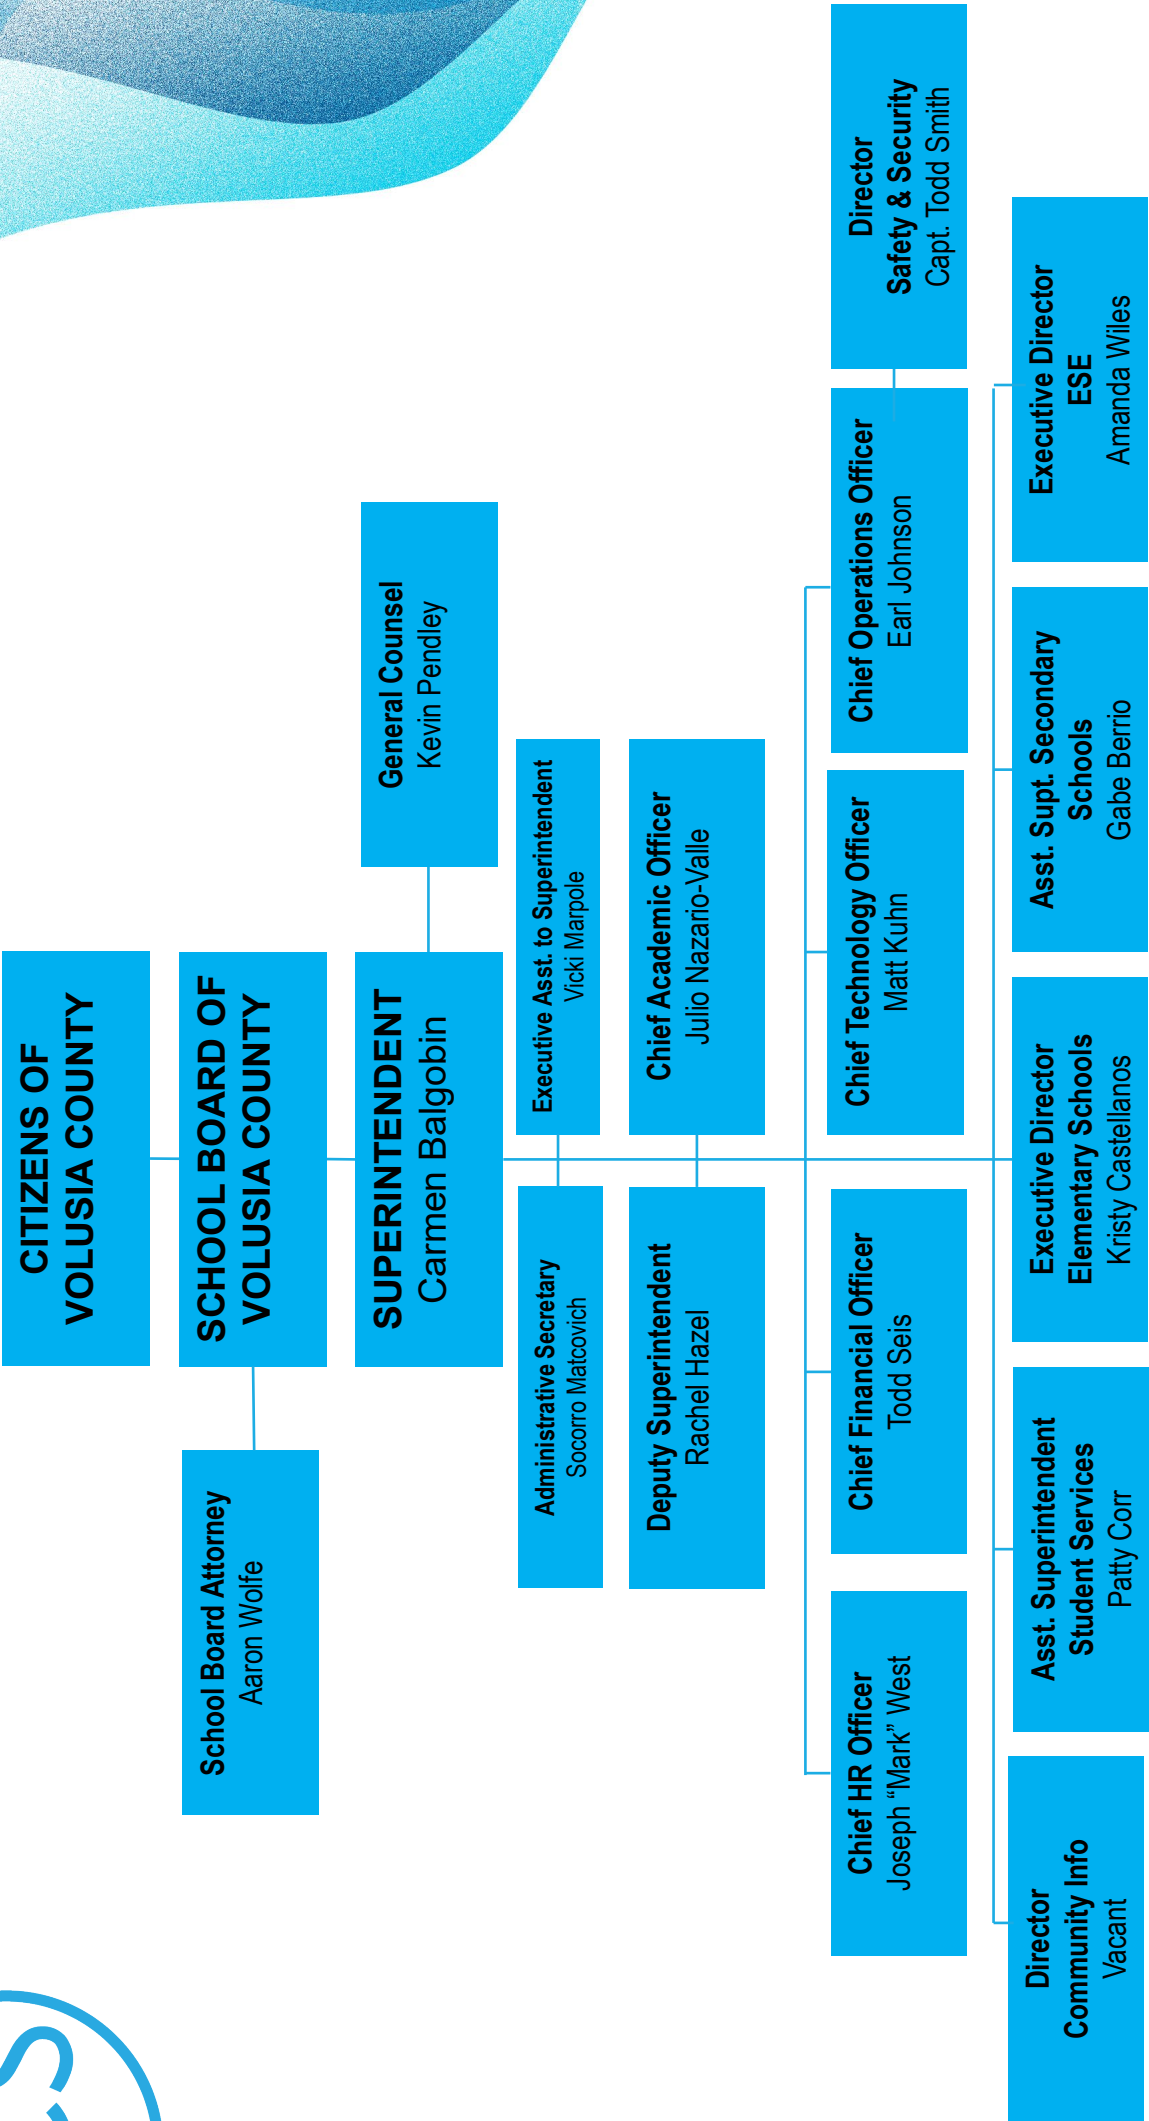 CITIZENS OF
VOLUSIA COUNTY
School Board Attorney
Aaron Wolfe
SCHOOL BOARD OF
VOLUSIA COUNTY
SUPERINTENDENT
Carmen Balgobin
General Counsel
Kevin Pendley
Administrative Secretary
Socorro Matcovich
Executive Asst. to Superintendent
Vicki Marpole
Deputy Superintendent
Rachel Hazel
Chief Academic Officer
Julio Nazario-Valle
Chief HR Officer
Joseph “Mark” West
Chief Financial Officer
Todd Seis
Chief Technology Officer
Matt Kuhn
Chief Operations Officer
Earl Johnson
Director
Safety & Security
Capt. Todd Smith
Director
Community Info
Vacant
Asst. Superintendent
Student Services
Patty Corr
Executive Director
Elementary Schools
Kristy Castellanos
Asst. Supt. Secondary
Schools
Gabe Berrio
Executive Director
ESE
Amanda Wiles